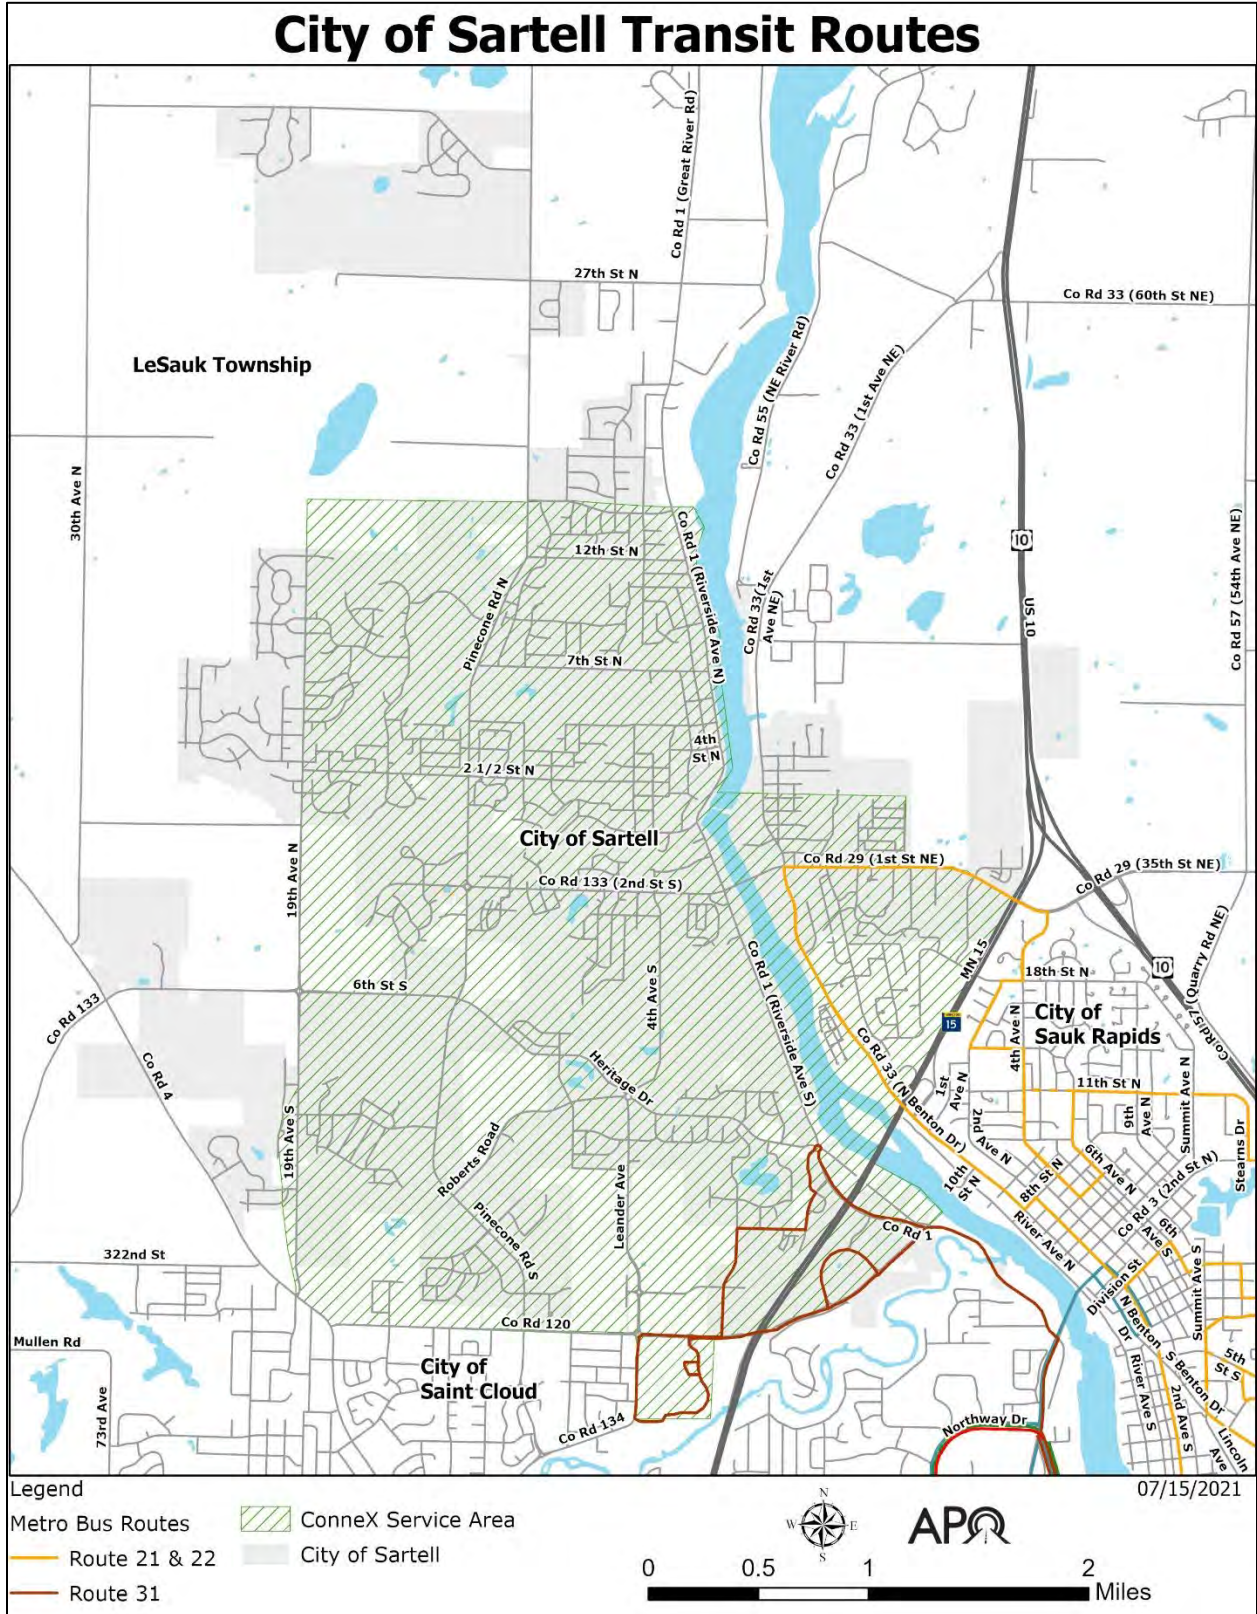 City of Sartell Transit Routes
Co Rd 1 (Great River Rd)
27th St N
Co Rd 33 (60th St NE)
LeSauk Township
Co Rd 55 (NE River Rd)
Co Rd 33 (1st Ave NE)
30th Ave N
10
US 10
Co Rd 57 (54th Ave NE)
Co Rd 1 (Riverside Ave N)
12th St N
Pinecone Rd N
Co Rd 33(1st
Ave NE)
7th St N
4th
St N
2 1/2 St N
City of Sartell
Co Rd 29 (1st St NE)
Co Rd 29 (35th St NE)
19th Ave N
Co Rd 133 (2nd St S)
MN 15
10
Co Rd 57 (Quarry Rd NE)
18th St N
6th St S
4th Ave S
Co Rd 1 (Riverside Ave S)
City of
Sauk Rapids
15
4th Ave N
Co Rd 133
Co Rd 4
Heritage Dr
Co Rd 33 (N Benton Dr)
1st
Ave N
11th St N
2nd
Ave N
9th
Ave N
Summit Ave N
Stearns Dr
19th Ave S
Roberts Road
6th Ave N
8th St N
10th
St N
Co Rd 3 (2nd St N)
Pinecone Rd S
Leander Ave
Co Rd 1
River Ave N
6th
Ave S
322nd St
Division St
N Benton
Dr
Summit Ave S
Co Rd 120
Mullen Rd
City of
Saint Cloud
5th
St S
S Benton Dr
River Ave S
2nd Ave S
Lincoln
Ave
73rd Ave
Co Rd 134
Northway Dr
07/15/2021
Legend
Metro Bus Routes
Route 21 & 22
Route 31
ConneX Service Area
City of Sartell
N
W
E
S
APO
0
0.5
1
2
Miles